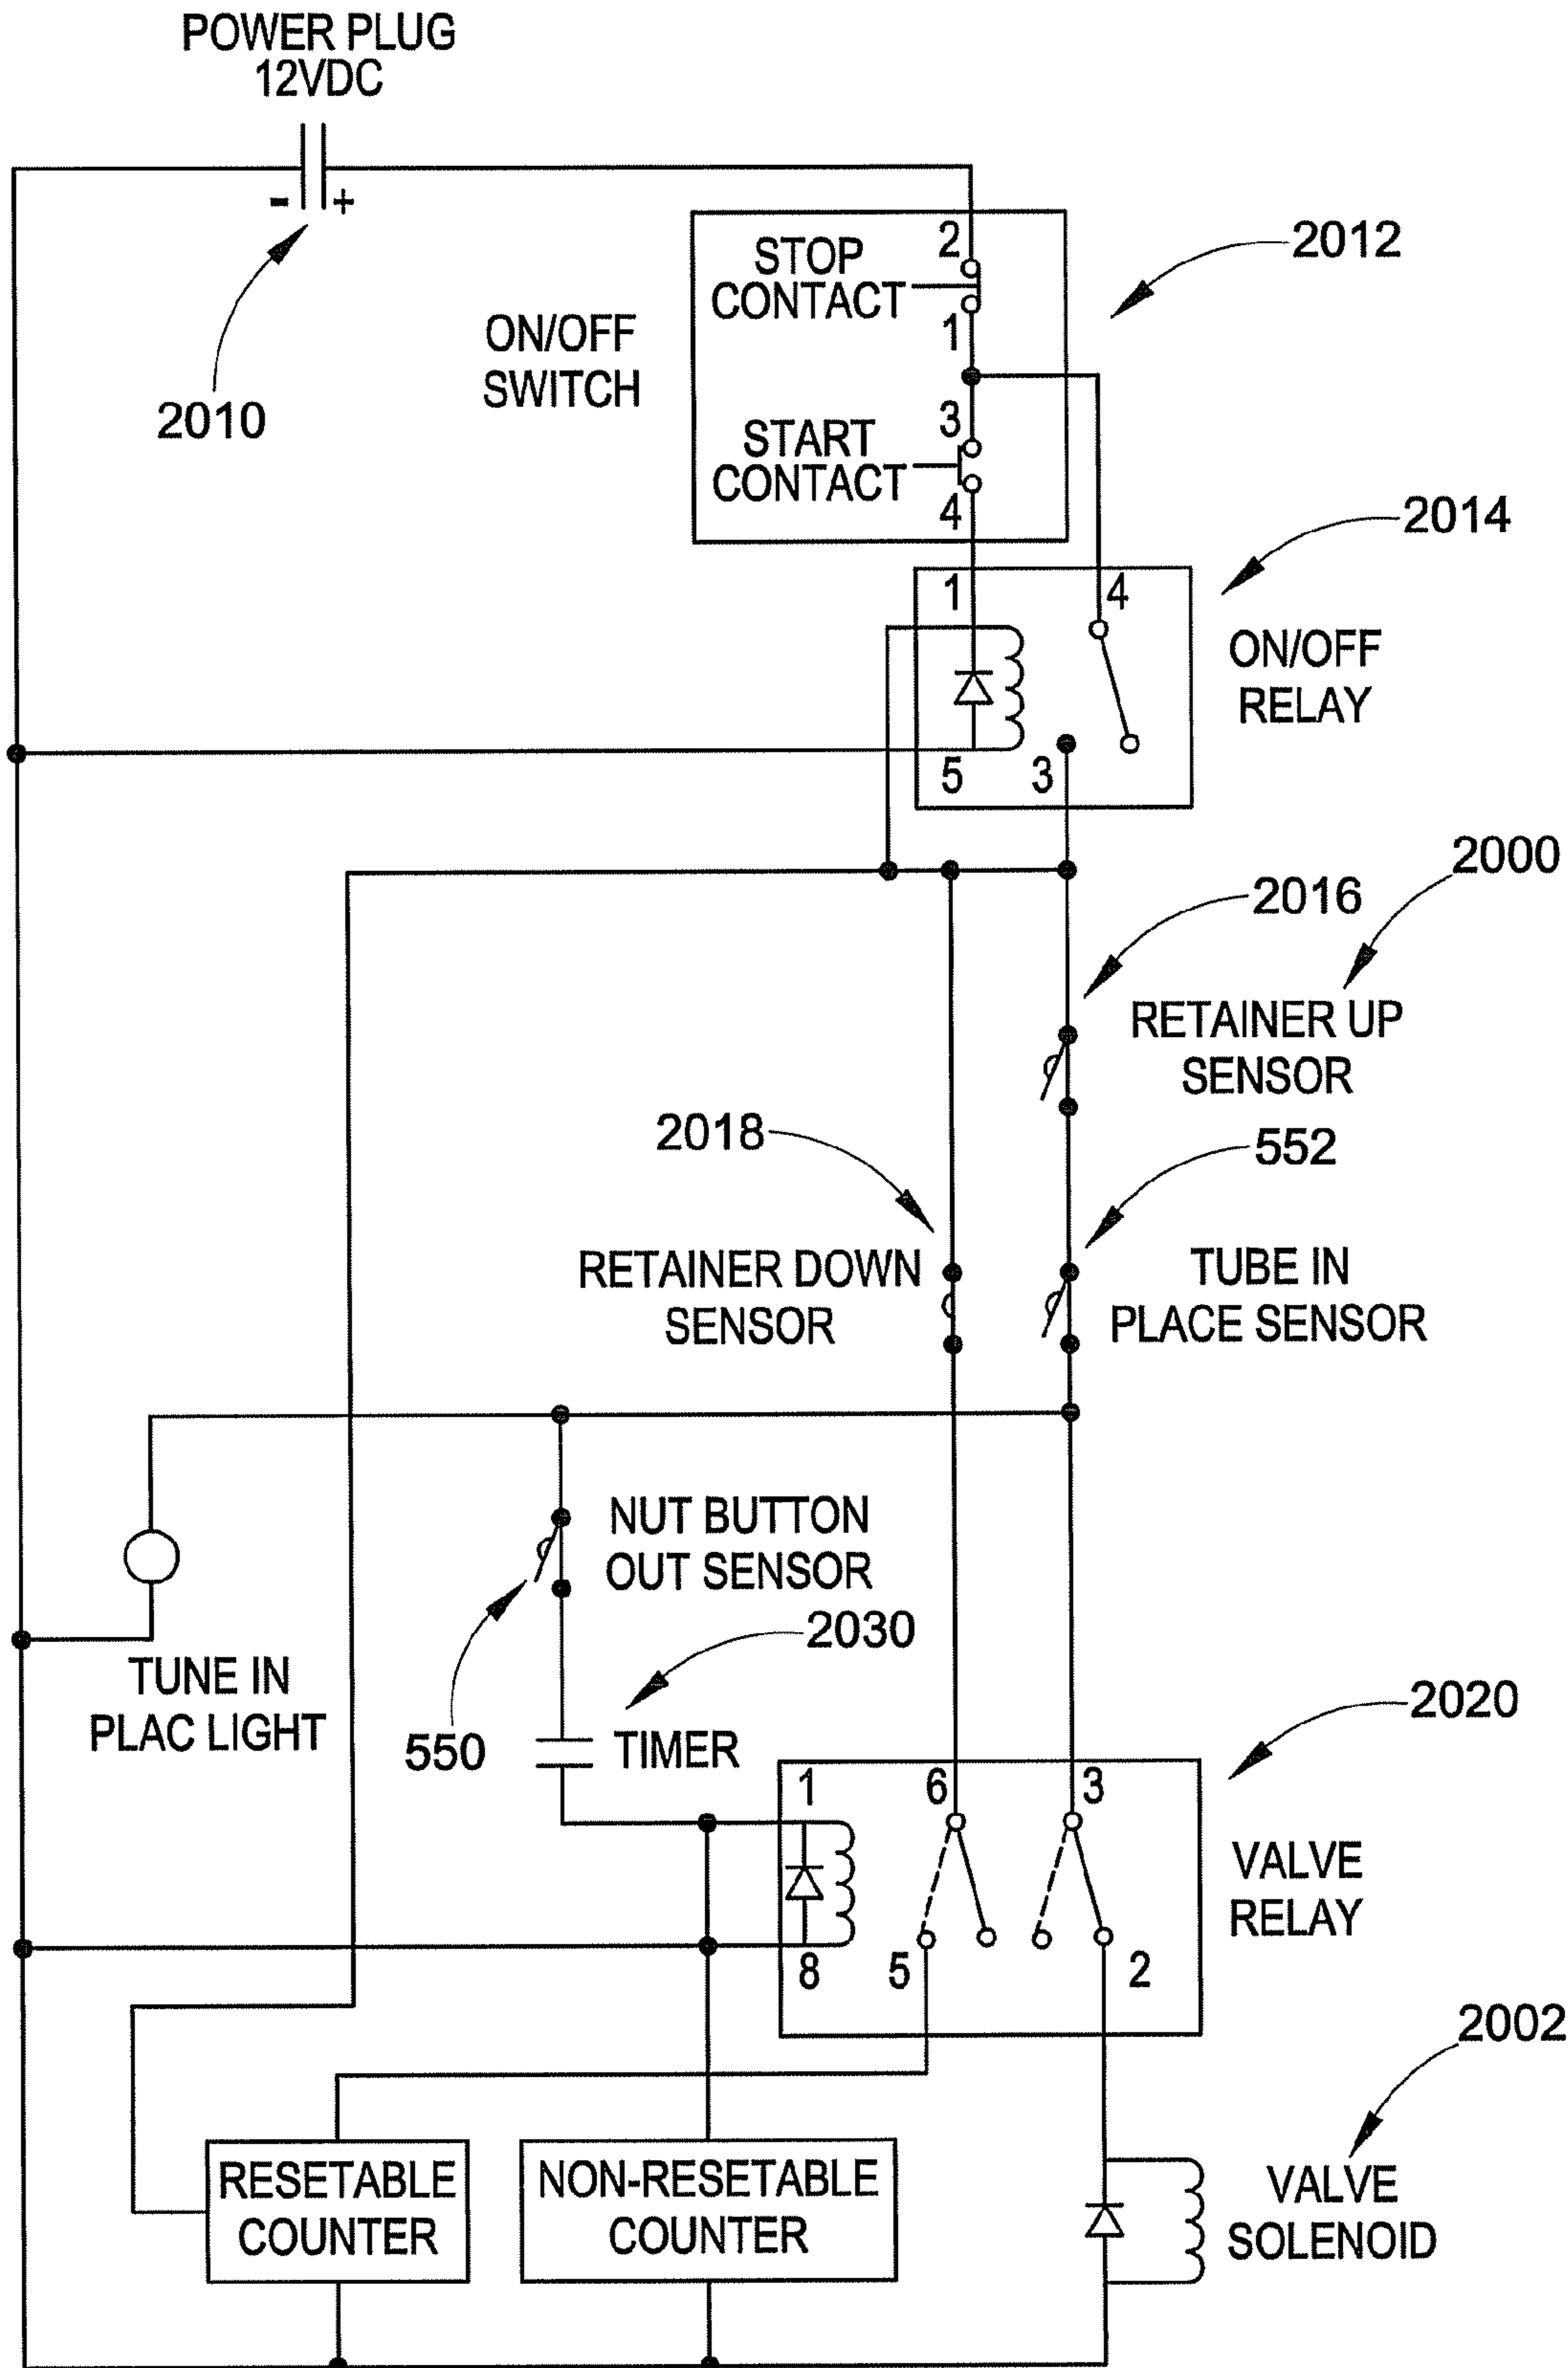 POWER PLUG
12VDC
- +
2010
ON/OFF
SWITCH
STOP
CONTACT
2
1
START
CONTACT
3
4
2012
2014
1
4
5
3
ON/OFF
RELAY
2000
2016
RETAINER UP
SENSOR
2018
552
RETAINER DOWN
SENSOR
TUBE IN
PLACE SENSOR
NUT BUTTON
OUT SENSOR
2030
550
TIMER
TUNE IN
PLAC LIGHT
2020
1
6
3
8
5
2
VALVE
RELAY
2002
RESETABLE
COUNTER
NON-RESETABLE
COUNTER
VALVE
SOLENOID